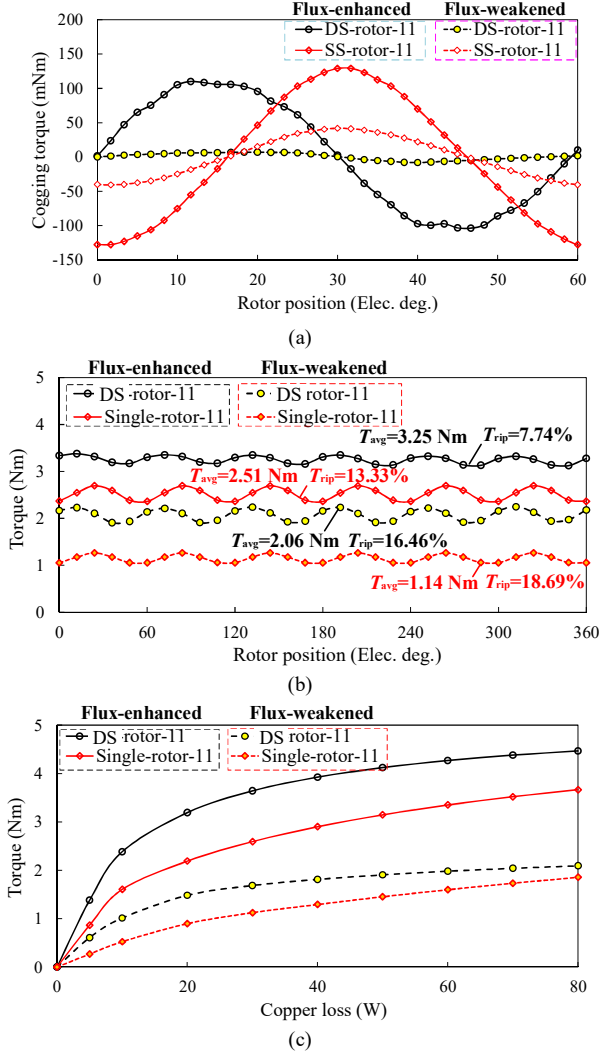 Flux-enhanced Flux-weakened
DS-rotor-11 DS-rotor-11
SS-rotor-11 SS-rotor-11
Cogging torque (mNm)
200
150
100
50
0
-50
-100
-150
0 10 20 30 40 50 60
Rotor position (Elec. deg.)
(a)
Flux-enhanced Flux-weakened
DS rotor-11 DS rotor-11
Single-rotor-11 Single-rotor-11
Tavg=3.25 Nm Trip=7.74%
Tavg=2.51 Nm Trip=13.33%
Tavg=2.06 Nm Trip=16.46%
Tavg=1.14 Nm Trip=18.69%
Torque (Nm)
5
4
3
2
1
0
0 60 120 180 240 300 360
Rotor position (Elec. deg.)
(b)
Flux-enhanced Flux-weakened
DS rotor-11 DS rotor-11
Single-rotor-11 Single-rotor-11
Torque (Nm)
5
4
3
2
1
0
0 20 40 60 80
Copper loss (W)
(c)